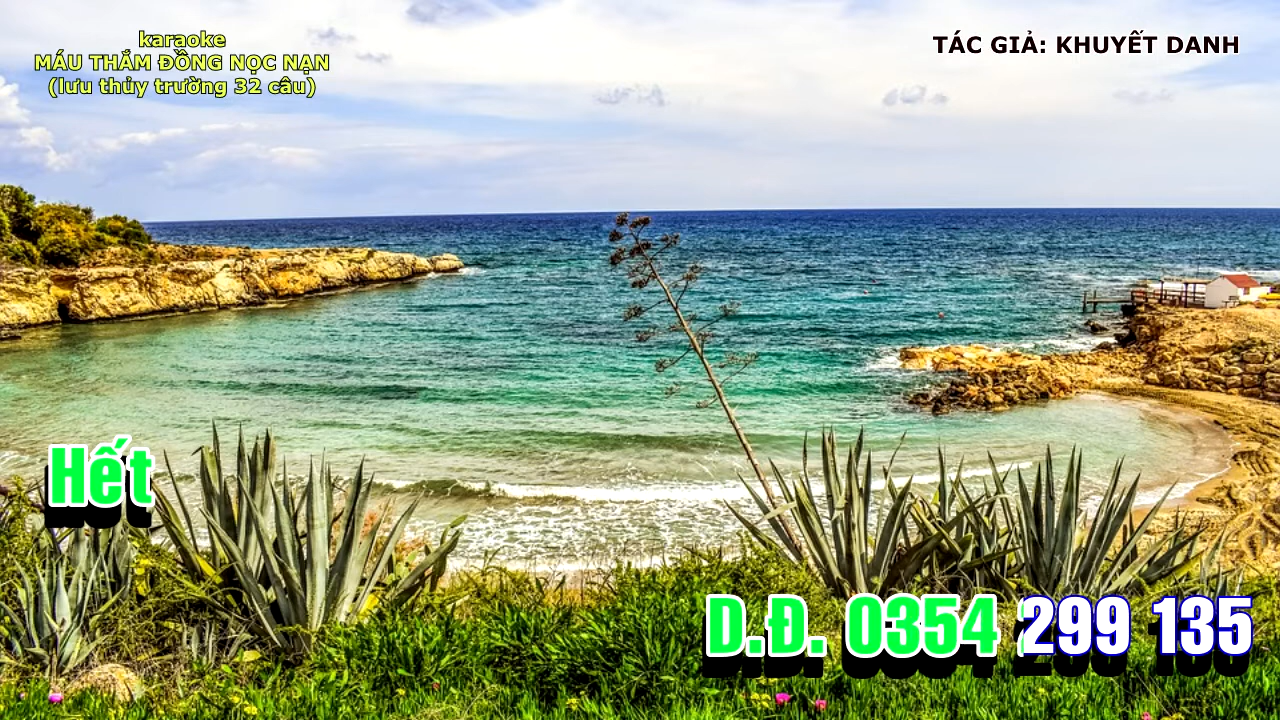 karaoke
MÁU THẮM ĐỒNG NỌC NẠN
(lưu thủy trường 32 câu)
TÁC GIẢ: KHUYẾT DANH
Hết
D.Đ. 0354 299 135